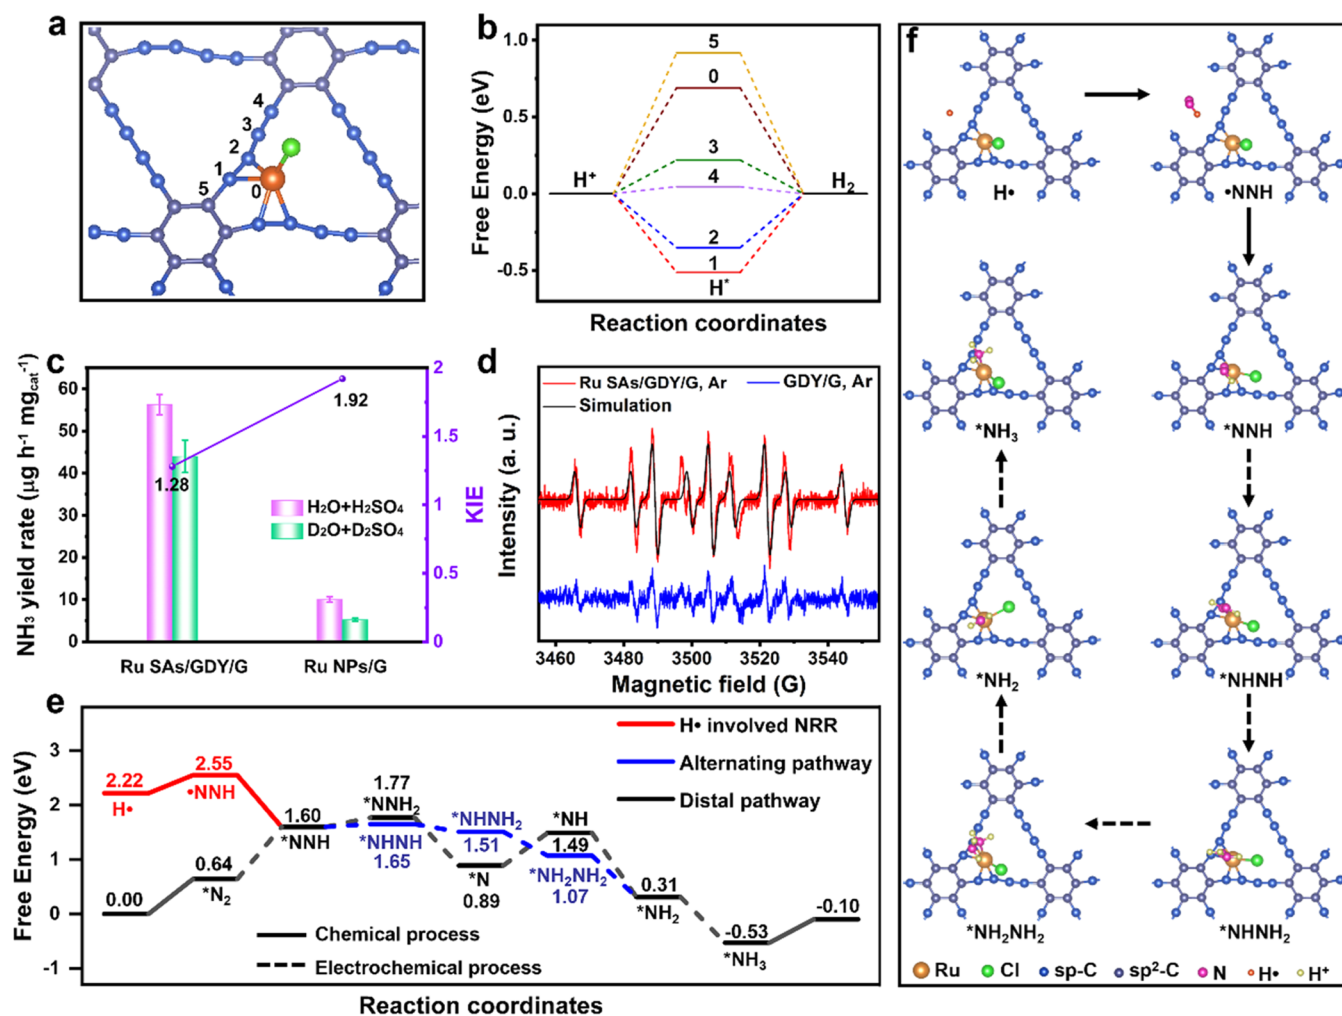 a
4
3
2
1
5
0
b
1.0
0.5
0.0
-0.5
Free Energy (eV)
5
0
3
4
2
1
H⁺
H₂
H*
Reaction coordinates
c
NH₃ yield rate (μg h⁻¹ mg_cat⁻¹)
60
50
40
30
20
10
0
2
1.5
1
0.5
0
KIE
1.92
1.28
H₂O+H₂SO₄
D₂O+D₂SO₄
Ru SAs/GDY/G
Ru NPs/G
d
Ru SAs/GDY/G, Ar
GDY/G, Ar
Simulation
Intensity (a. u.)
3460 3480 3500 3520 3540
Magnetic field (G)
e
Free Energy (eV)
3
2
1
0
-1
H• involved NRR
Alternating pathway
Distal pathway
2.22
H•
2.55
•NNH
1.60
*NNH
1.77
*NNH₂
*NHNH
1.65
*NHNH₂
1.51
*NH
1.49
*N
0.89
*NH₂NH₂
1.07
0.64
*N₂
0.00
0.31
*NH₂
-0.53
*NH₃
-0.10
Chemical process
Electrochemical process
Reaction coordinates
f
H•
•NNH
*NH₃
*NNH
*NH₂
*NHNH
*NH₂NH₂
*NHNH₂
Ru Cl sp-C sp²-C N H• H⁺